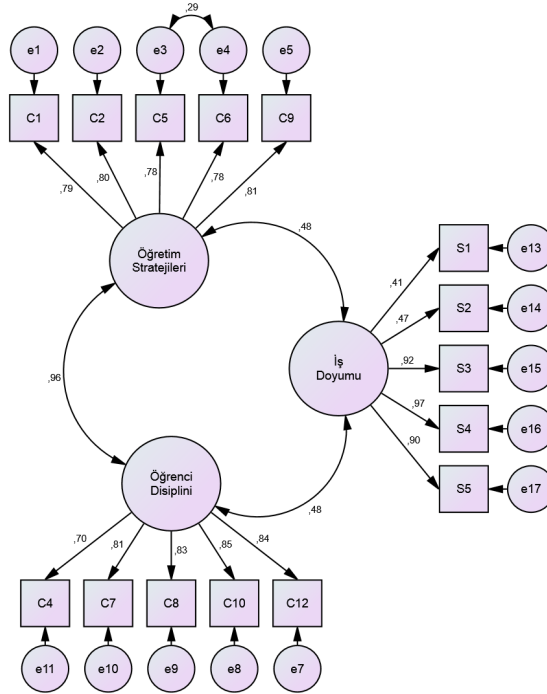 ,29
e1 e2 e3 e4 e5
C1 C2 C5 C6 C9
,79 ,80 ,78 ,78 ,81
Öğretim
Stratejileri
,48
S1 e13
,41
S2 e14
,47
İş
Doyumu
,92 S3 e15
,97
S4 e16
,90
S5 e17
,96
Öğrenci
Disiplini
,48
,70 ,81 ,83 ,85 ,84
C4 C7 C8 C10 C12
e11 e10 e9 e8 e7